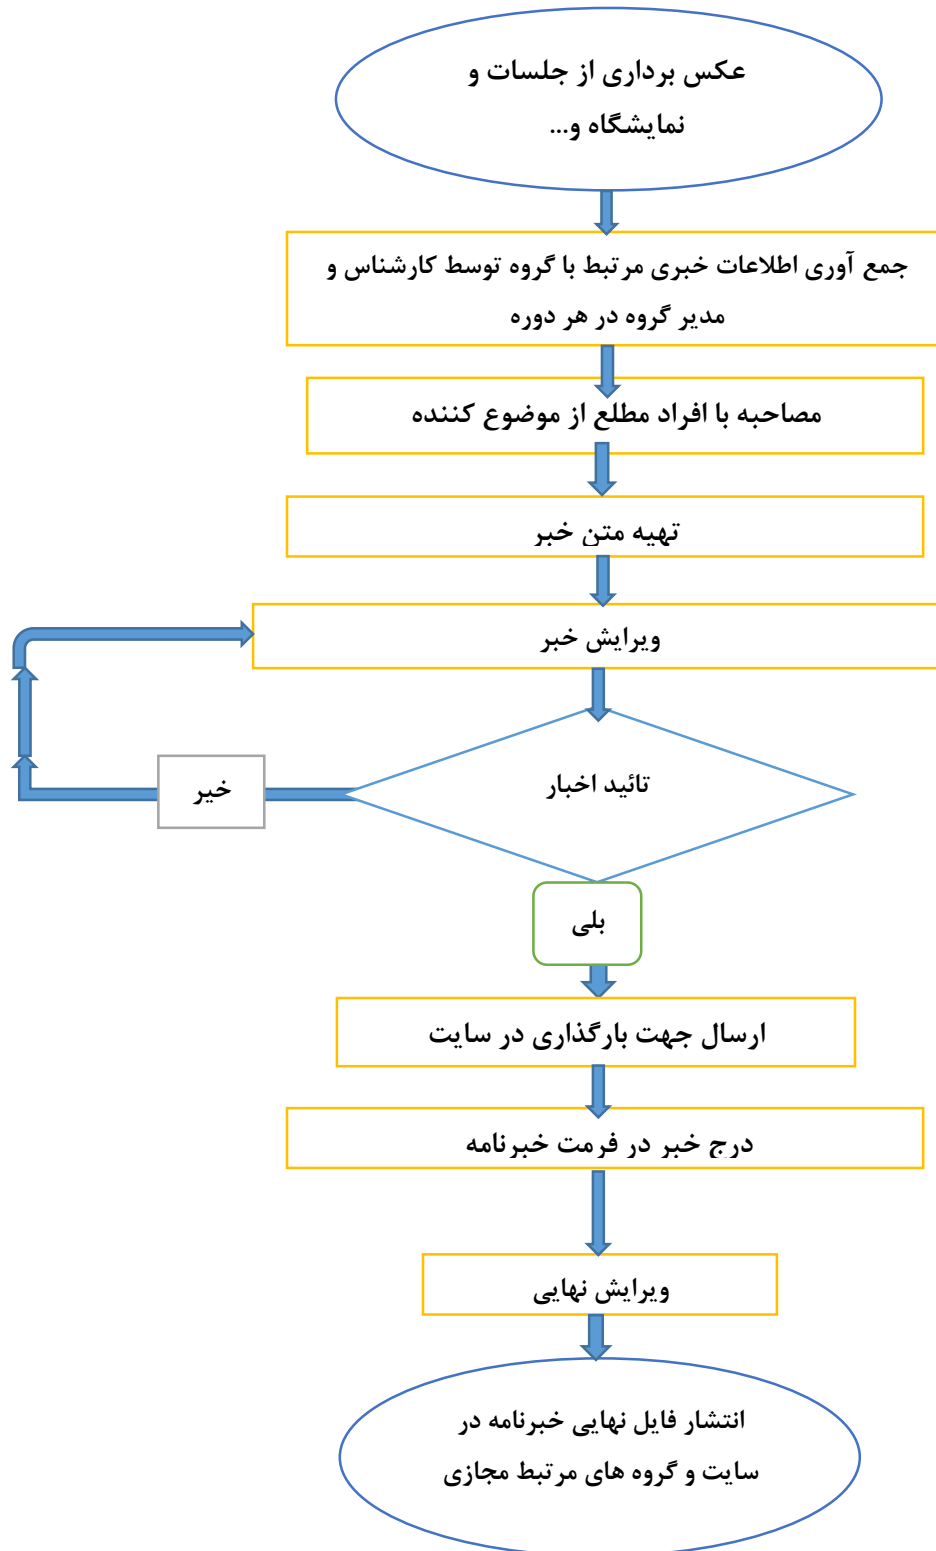 عکس برداری از جلسات و
نمایشگاه و...
جمع آوری اطلاعات خبری مرتبط با گروه توسط کارشناس و
مدیر گروه در هر دوره
مصاحبه با افراد مطلع از موضوع کننده
تهیه متن خبر
ویرایش خبر
تائید اخبار
خیر
بلی
ارسال جهت بارگذاری در سایت
درج خبر در فرمت خبرنامه
ویرایش نهایی
انتشار فایل نهایی خبرنامه در
سایت و گروه های مرتبط مجازی